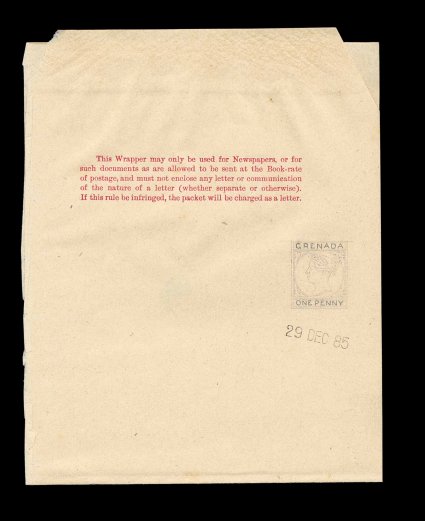 This Wrapper may only be used for Newspapers, or for
such documents as are allowed to be sent at the Book-rate
of postage, and must not enclose any letter or communication
of the nature of a letter (whether separate or otherwise).
If this rule be infringed, the packet will be charged as a letter.
GRENADA
ONE PENNY
29 DEC 85